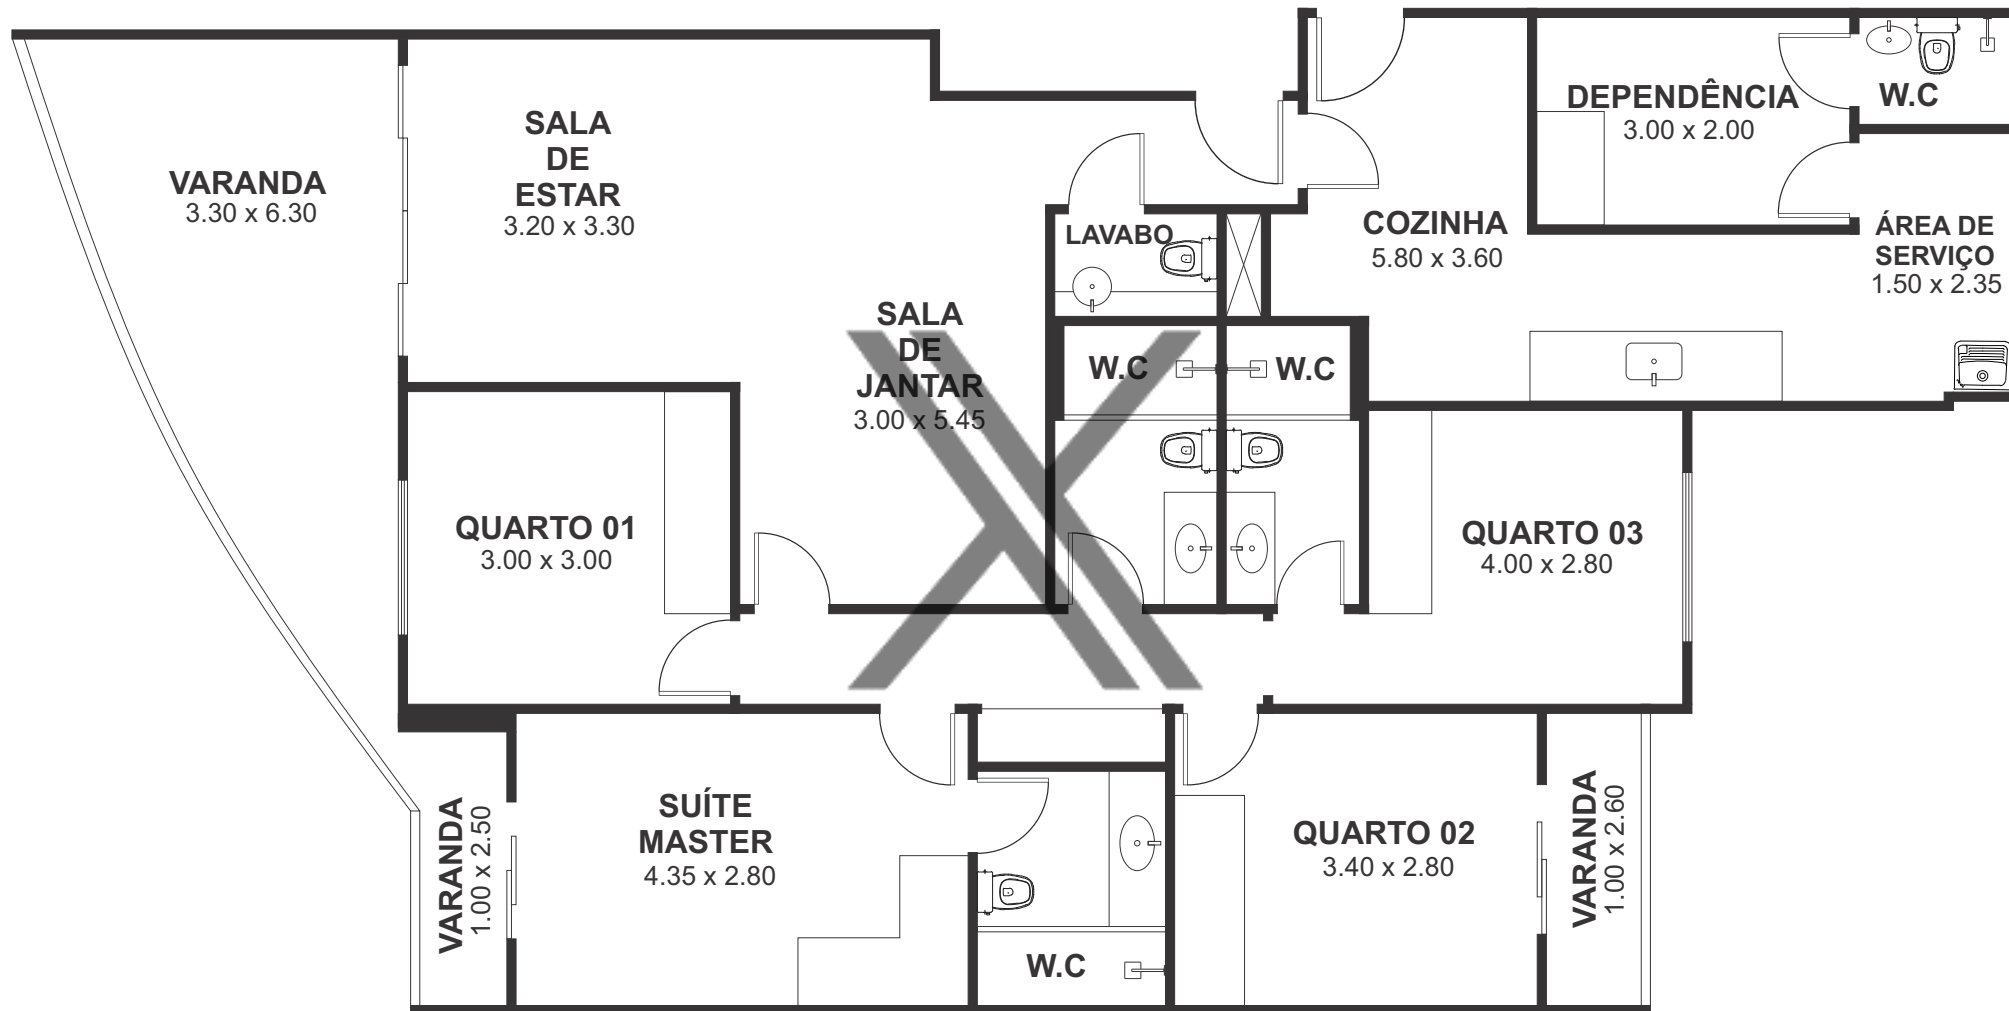 VARANDA
3.30 x 6.30
SALA
DE
ESTAR
3.20 x 3.30
SALA
DE
JANTAR
3.00 x 5.45
LAVABO
W.C
W.C
COZINHA
5.80 x 3.60
DEPENDÊNCIA
3.00 x 2.00
W.C
ÁREA DE
SERVIÇO
1.50 x 2.35
QUARTO 01
3.00 x 3.00
QUARTO 03
4.00 x 2.80
VARANDA
1.00 x 2.50
SUÍTE
MASTER
4.35 x 2.80
W.C
QUARTO 02
3.40 x 2.80
VARANDA
1.00 x 2.60